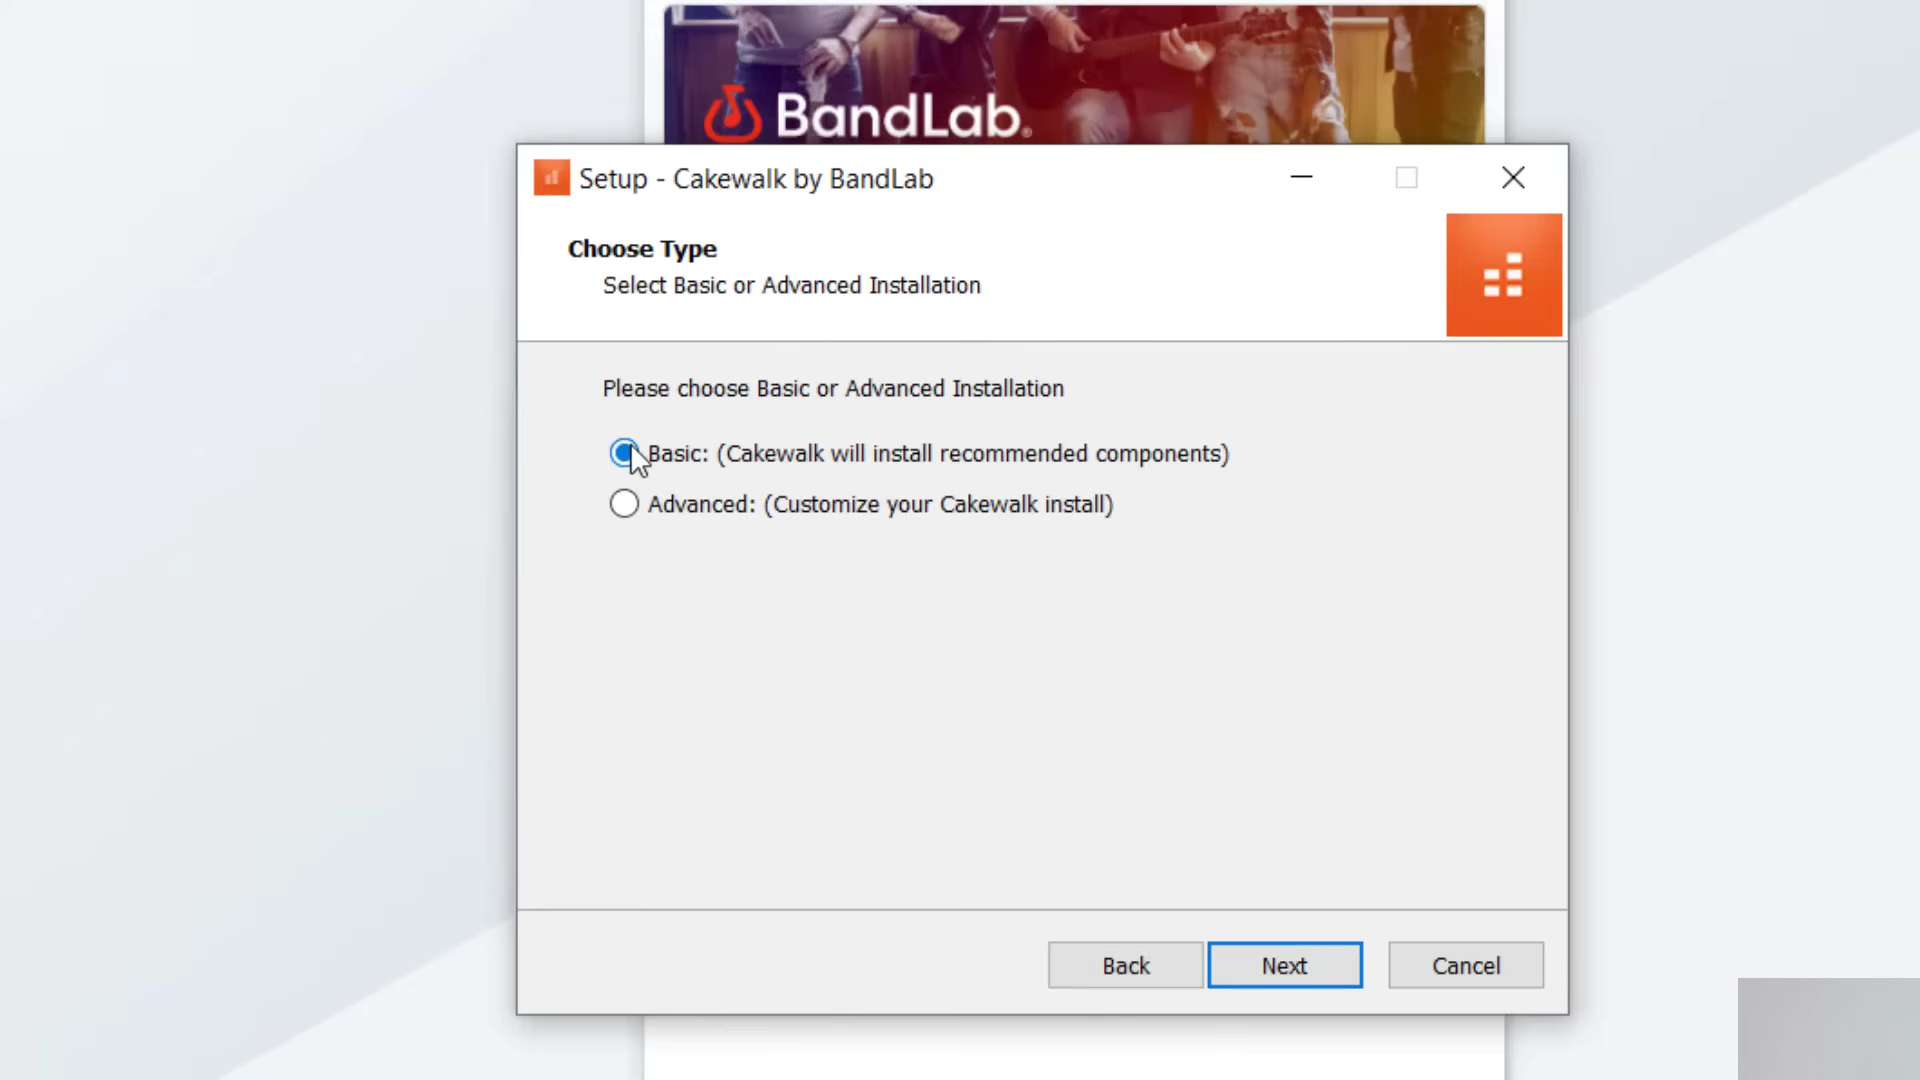 BandLab®
Setup - Cakewalk by BandLab
Choose Type
Select Basic or Advanced Installation
Please choose Basic or Advanced Installation
Basic: (Cakewalk will install recommended components)
Advanced: (Customize your Cakewalk install)
Back
Next
Cancel